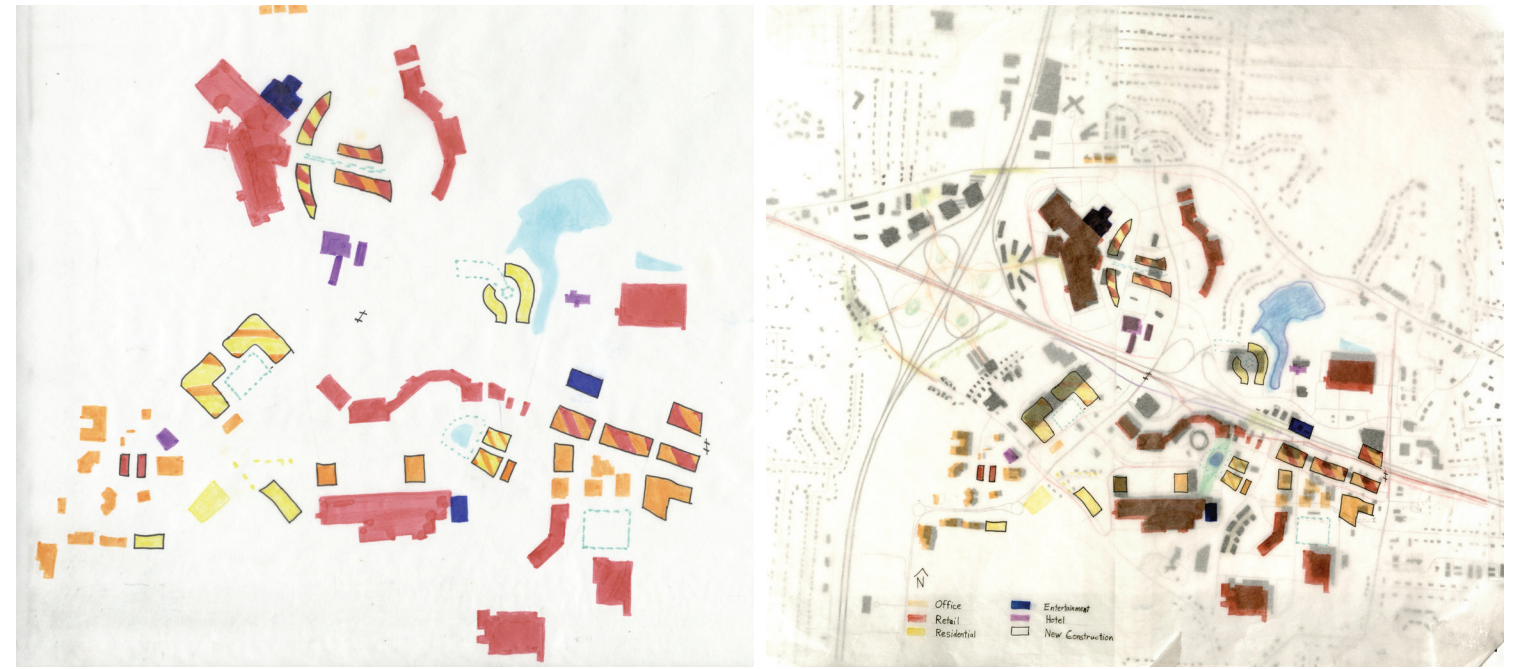 N
Office
Retail
Residential
Entertainment
Hotel
New Construction